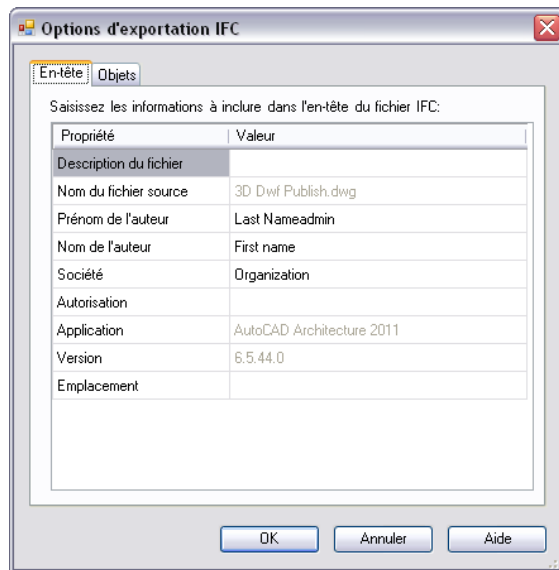 Options d'exportation IFC
En-tête Objets
Saisissez les informations à inclure dans l'en-tête du fichier IFC:
Propriété Valeur
Description du fichier
Nom du fichier source 3D Dwf Publish.dwg
Prénom de l'auteur Last Nameadmin
Nom de l'auteur First name
Société Organization
Autorisation
Application AutoCAD Architecture 2011
Version 6.5.44.0
Emplacement
OK Annuler Aide